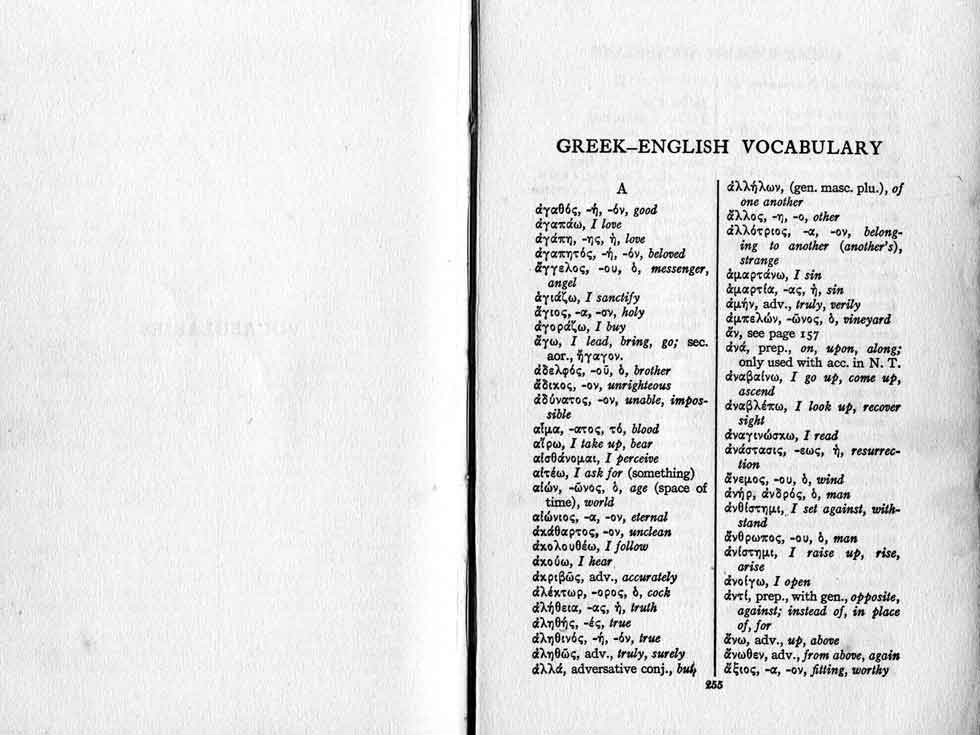 GREEK–ENGLISH VOCABULARY
A
ἀγαθός, -ή, -όν, good
ἀγαπάω, I love
ἀγάπη, -ης, ἡ, love
ἀγαπητός, -ή, -όν, beloved
ἄγγελος, -ου, ὁ, messenger,
angel
ἁγιάζω, I sanctify
ἅγιος, -α, -ον, holy
ἀγοράζω, I buy
ἄγω, I lead, bring, go; sec.
aor., ἤγαγον.
ἀδελφός, -οῦ, ὁ, brother
ἄδικος, -ον, unrighteous
ἀδύνατος, -ον, unable, impos-
sible
αἷμα, -ατος, τό, blood
αἴρω, I take up, bear
αἰσθάνομαι, I perceive
αἰτέω, I ask for (something)
αἰών, -ῶνος, ὁ, age (space of
time), world
αἰώνιος, -α, -ον, eternal
ἀκάθαρτος, -ον, unclean
ἀκολουθέω, I follow
ἀκούω, I hear
ἀκριβῶς, adv., accurately
ἀλέκτωρ, -ορος, ὁ, cock
ἀλήθεια, -ας, ἡ, truth
ἀληθής, -ές, true
ἀληθινός, -ή, -όν, true
ἀληθῶς, adv., truly, surely
ἀλλά, adversative conj., but
ἀλλήλων, (gen. masc. plu.), of
one another
ἄλλος, -η, -ο, other
ἀλλότριος, -α, -ον, belong-
ing to another (another's),
strange
ἁμαρτάνω, I sin
ἁμαρτία, -ας, ἡ, sin
ἀμήν, adv., truly, verily
ἀμπελών, -ῶνος, ὁ, vineyard
ἄν, see page 157
ἀνά, prep., on, upon, along;
only used with acc. in N. T.
ἀναβαίνω, I go up, come up,
ascend
ἀναβλέπω, I look up, recover
sight
ἀναγινώσκω, I read
ἀνάστασις, -εως, ἡ, resurrec-
tion
ἄνεμος, -ου, ὁ, wind
ἀνήρ, ἀνδρός, ὁ, man
ἀνθίστημι, I set against, with-
stand
ἄνθρωπος, -ου, ὁ, man
ἀνίστημι, I raise up, rise,
arise
ἀνοίγω, I open
ἀντί, prep., with gen., opposite,
against; instead of, in place
of, for
ἄνω, adv., up, above
ἄνωθεν, adv., from above, again
ἄξιος, -α, -ον, fitting, worthy
255